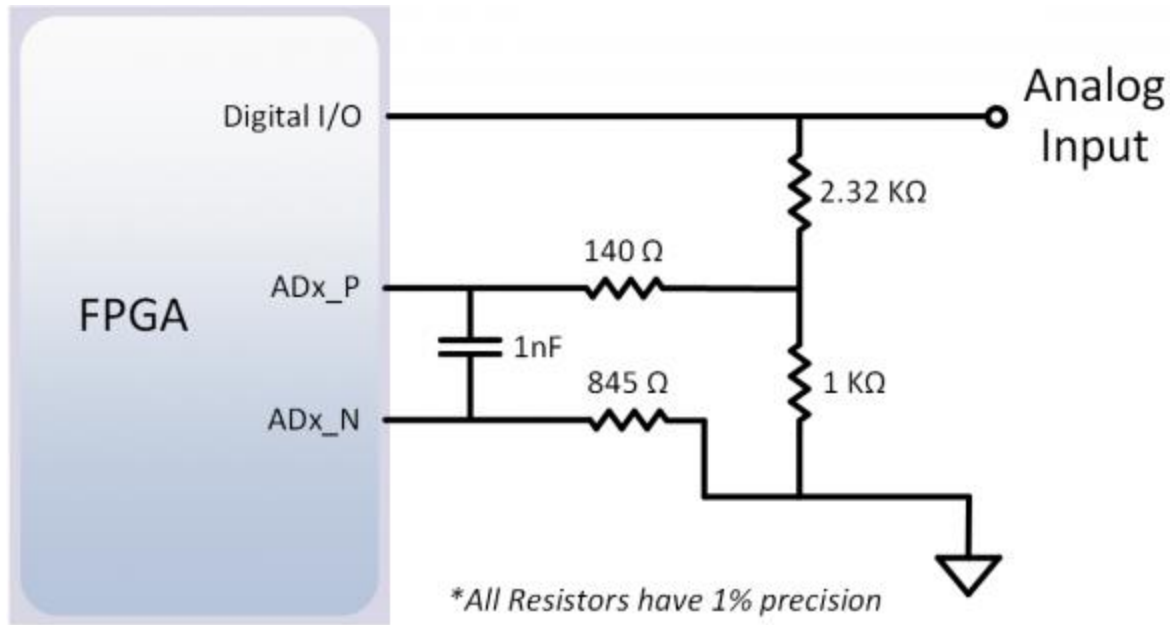 Analog
Input
Digital I/O
2.32 KΩ
140 Ω
ADx_P
FPGA
1nF
845 Ω
1 KΩ
ADx_N
*All Resistors have 1% precision